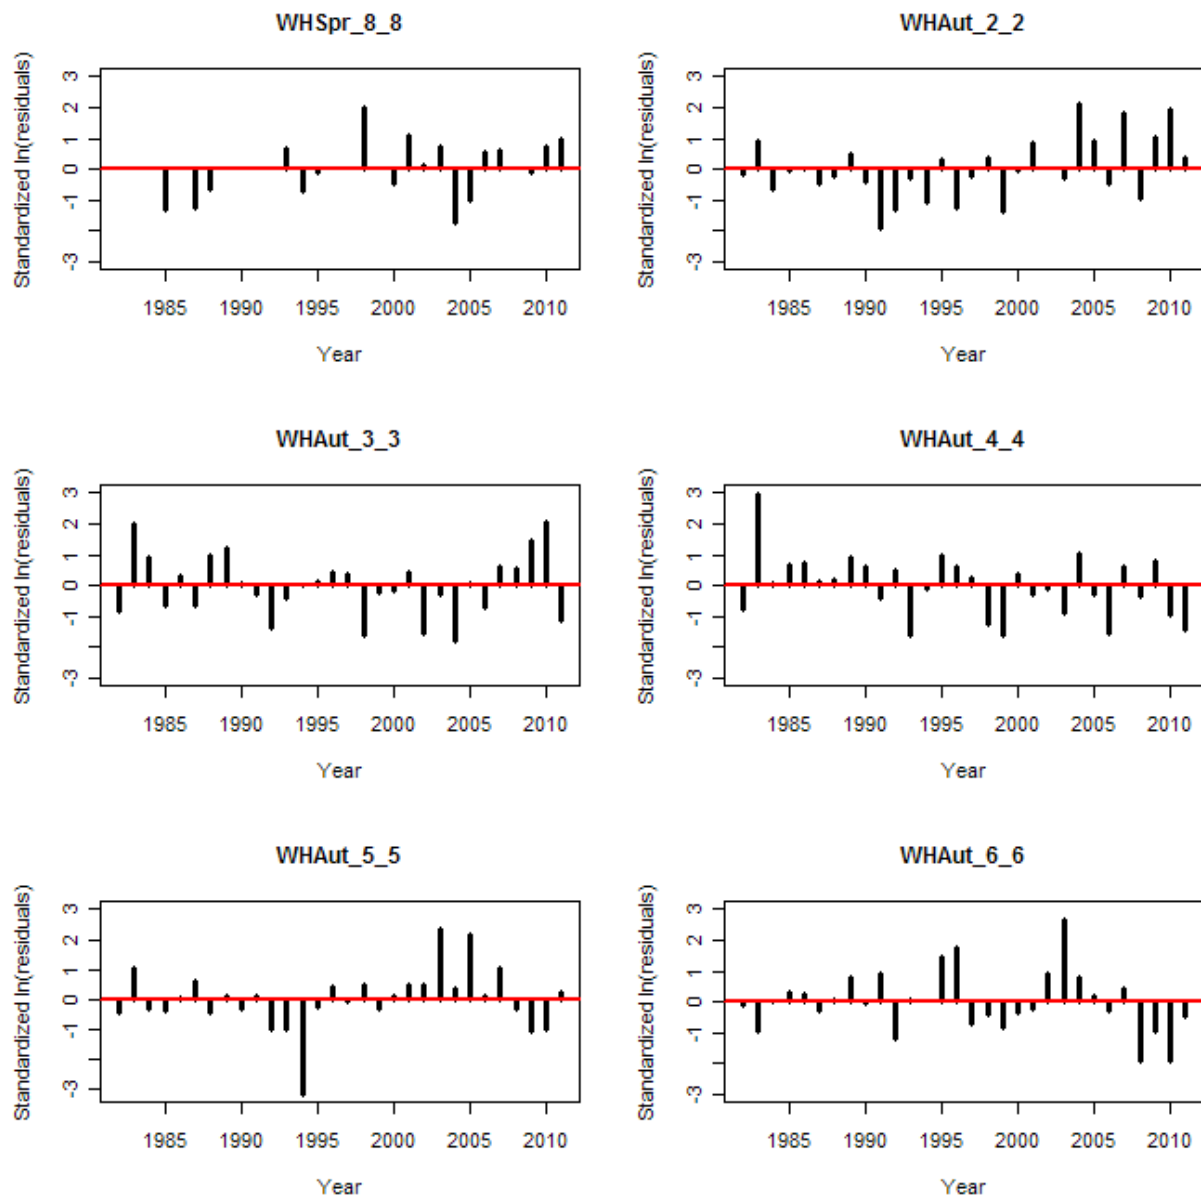 WHSpr_8_8
Standardized ln(residuals)
3
2
1
0
-1
-3
1985 1990 1995 2000 2005 2010
Year
WHAut_2_2
Standardized ln(residuals)
3
2
1
0
-1
-3
1985 1990 1995 2000 2005 2010
Year
WHAut_3_3
Standardized ln(residuals)
3
2
1
0
-1
-3
1985 1990 1995 2000 2005 2010
Year
WHAut_4_4
Standardized ln(residuals)
3
2
1
0
-1
-3
1985 1990 1995 2000 2005 2010
Year
WHAut_5_5
Standardized ln(residuals)
3
2
1
0
-1
-3
1985 1990 1995 2000 2005 2010
Year
WHAut_6_6
Standardized ln(residuals)
3
2
1
0
-1
-3
1985 1990 1995 2000 2005 2010
Year